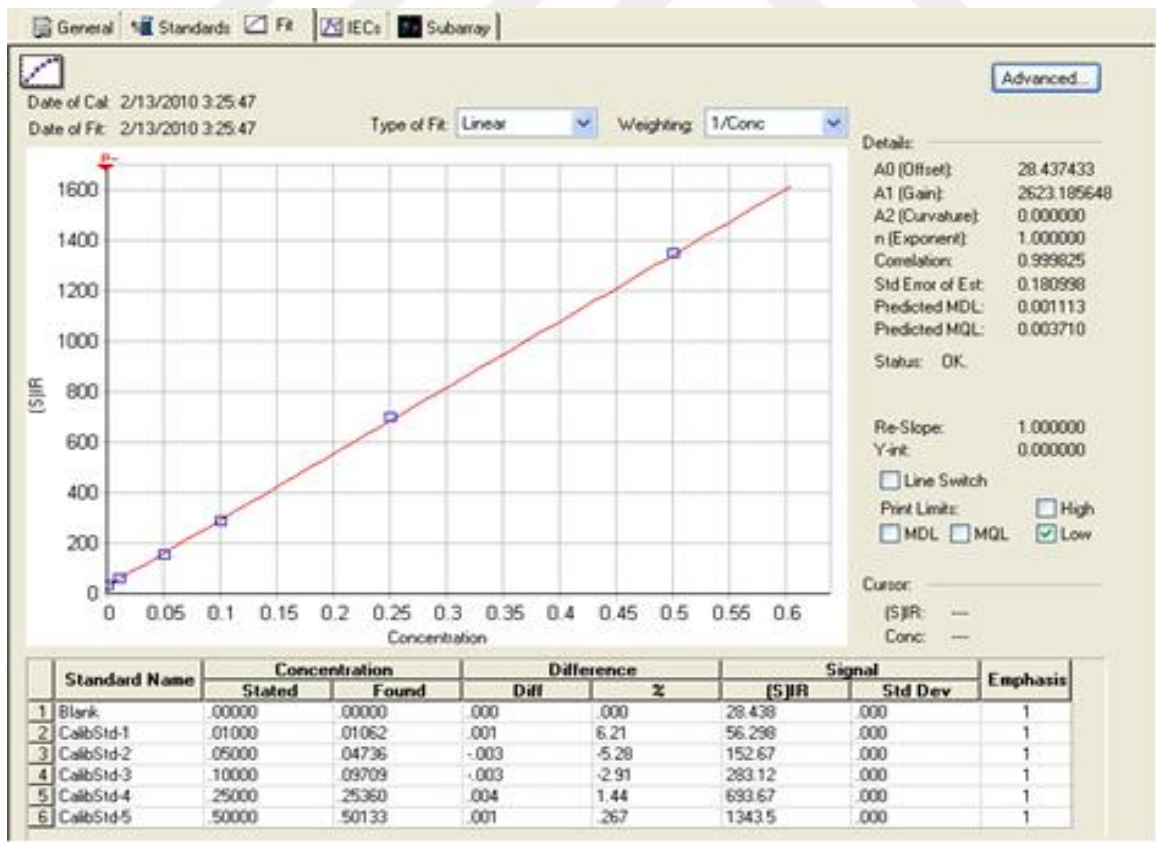 General Standards Fit IECs Subarray
Advanced...
Date of Cal: 2/13/2010 3:25:47
Date of Fit: 2/13/2010 3:25:47 Type of Fit: Linear Weighting: 1/Conc
Details:
A0 (Offset): 28.437433
A1 (Gain): 2623.185648
A2 (Curvature): 0.000000
n (Exponent): 1.000000
Correlation: 0.999825
Std Error of Est: 0.180998
Predicted MDL: 0.001113
Predicted MQL: 0.003710
Status: OK.
Re-Slope: 1.000000
Y-int: 0.000000
Line Switch
Print Limits: High
MDL MQL Low
Cursor:
(S)IR: ---
Conc: ---
1600
1400
1200
1000
800
600
400
200
0
(S)IR
0 0.05 0.1 0.15 0.2 0.25 0.3 0.35 0.4 0.45 0.5 0.55 0.6
Concentration
Standard Name Concentration Difference Signal Emphasis
Stated Found Diff % (S)IR Std Dev
1 Blank .00000 .00000 .000 .000 28.438 .000 1
2 CalibStd-1 .01000 .01062 .001 6.21 56.298 .000 1
3 CalibStd-2 .05000 .04736 -.003 -5.28 152.67 .000 1
4 CalibStd-3 .10000 .09709 -.003 -2.91 283.12 .000 1
5 CalibStd-4 .25000 .25360 .004 1.44 693.67 .000 1
6 CalibStd-5 .50000 .50133 .001 .267 1343.5 .000 1